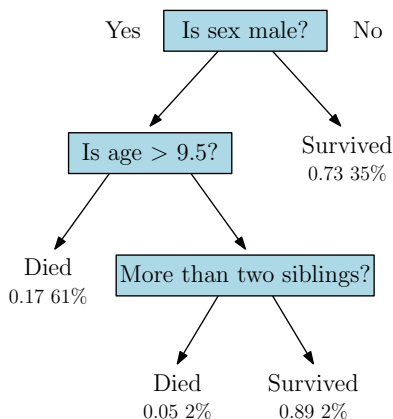 Yes Is sex male? No
Is age > 9.5?
Survived
0.73 35%
Died
0.17 61%
More than two siblings?
Died
0.05 2%
Survived
0.89 2%